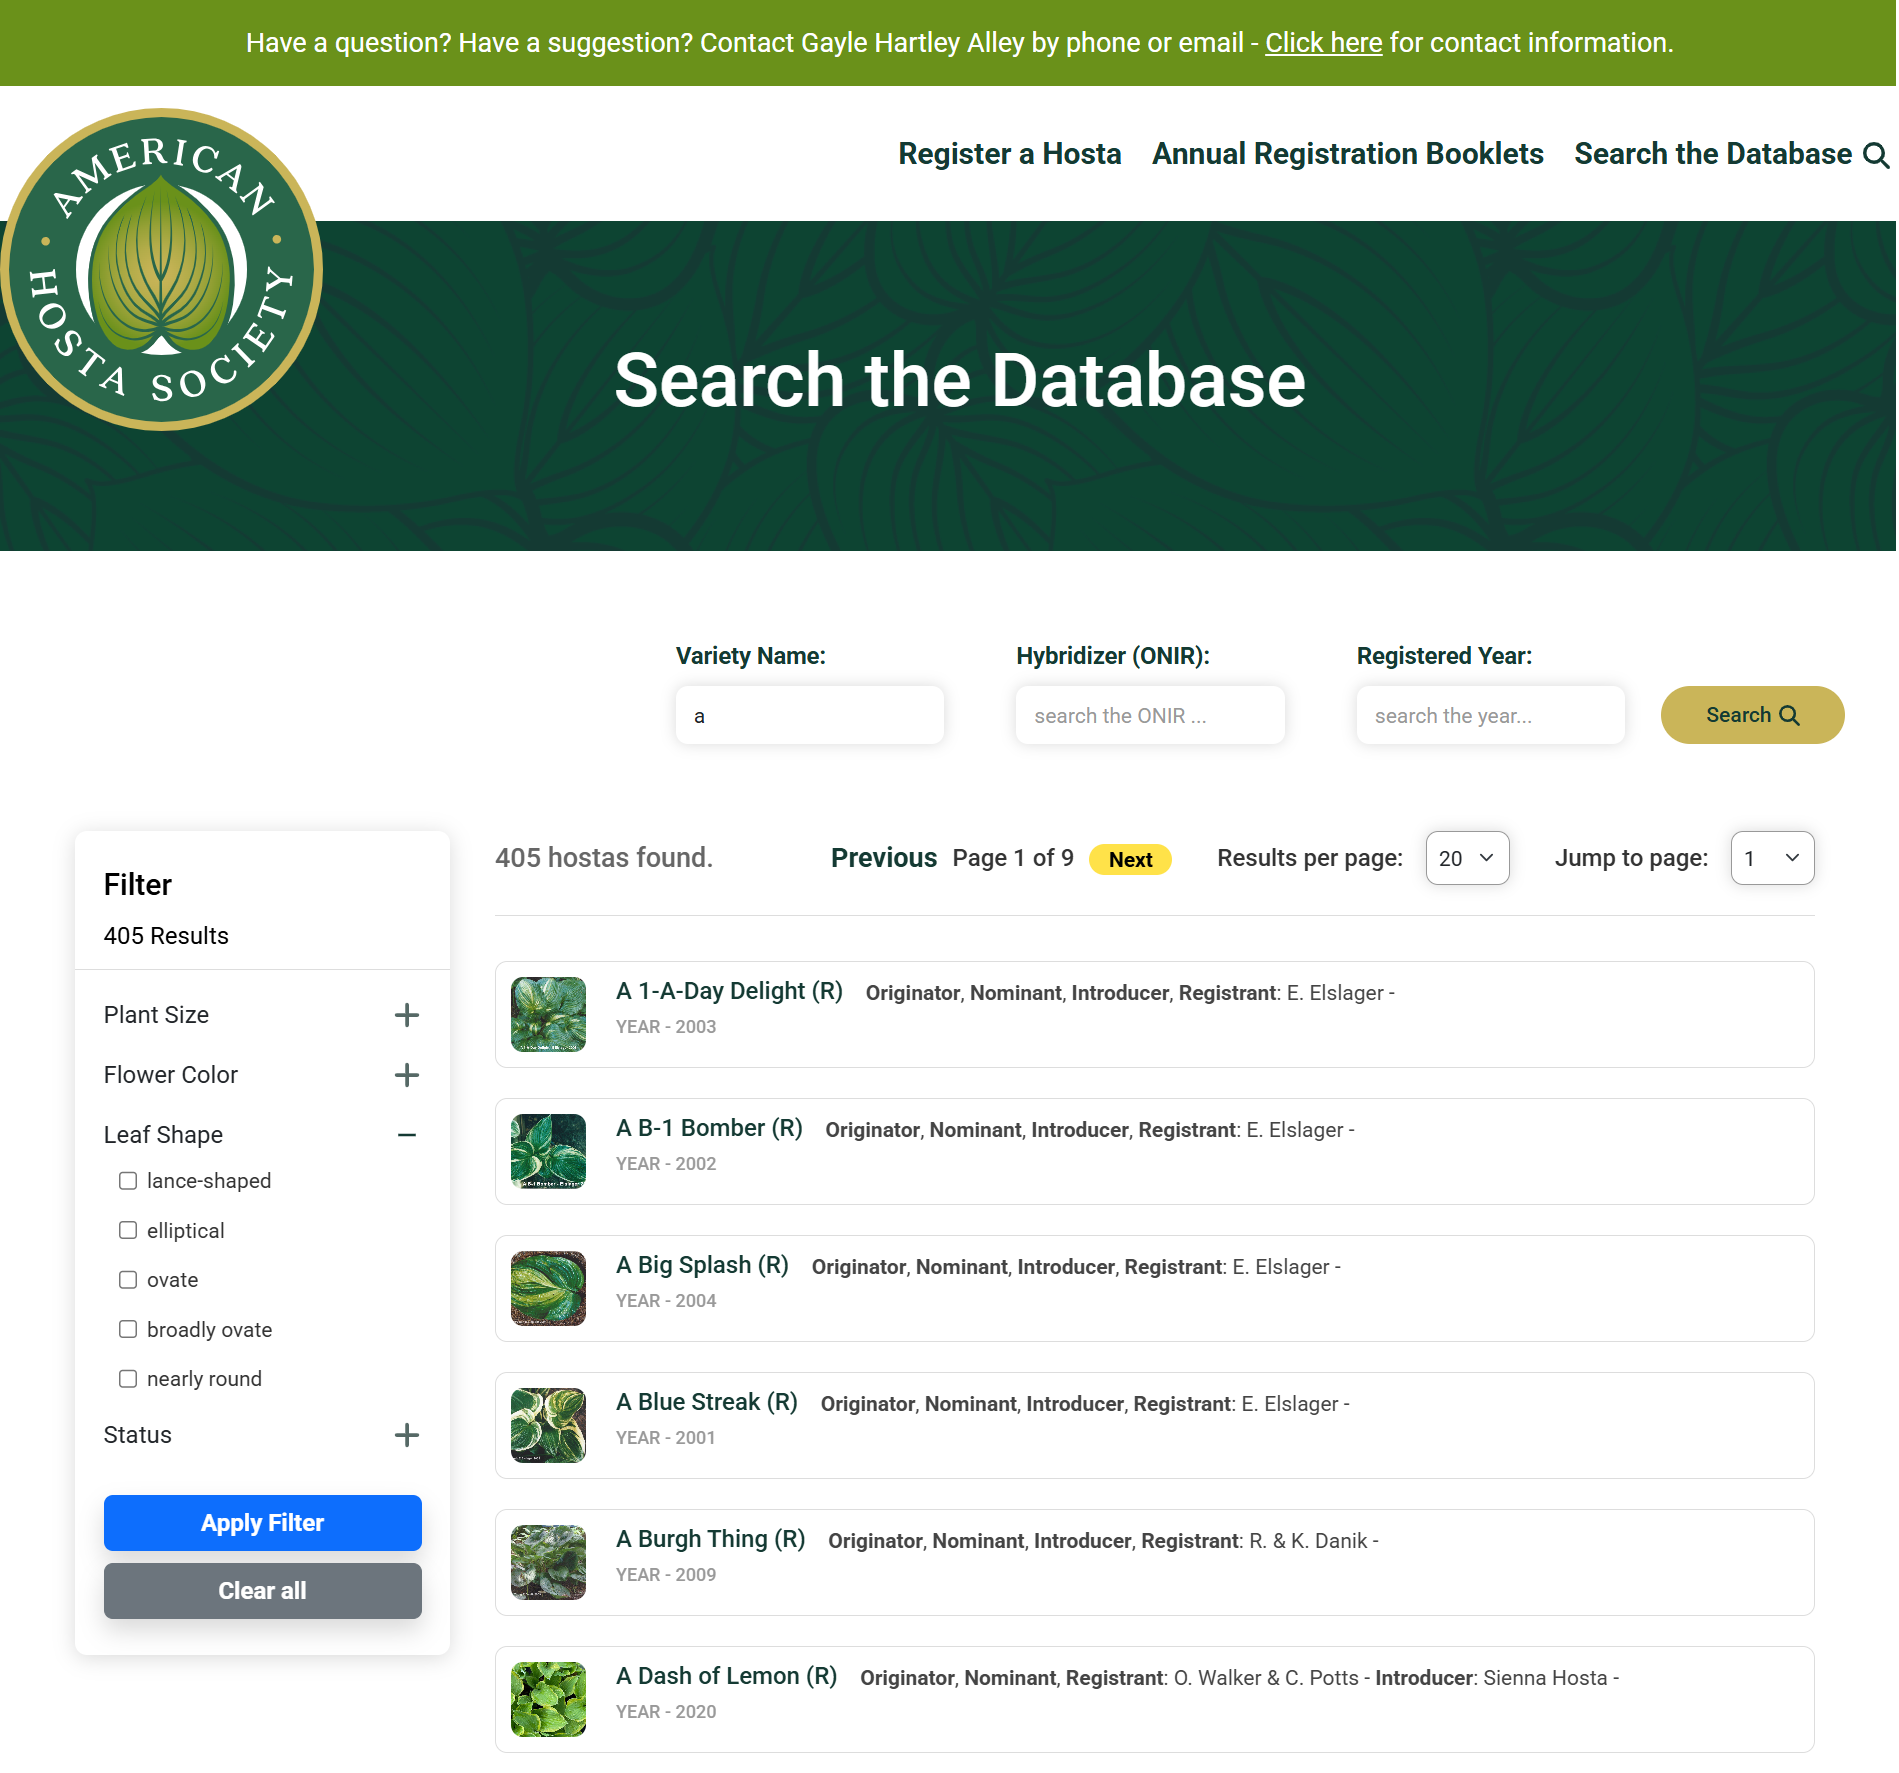 Have a question? Have a suggestion? Contact Gayle Hartley Alley by phone or email - Click here for contact information.
AMERICAN
HOSTA SOCIETY
Register a Hosta
Annual Registration Booklets
Search the Database
Search the Database
Variety Name:
Hybridizer (ONIR):
Registered Year:
a
search the ONIR ...
search the year...
Search
Filter
405 Results
Plant Size
Flower Color
Leaf Shape
lance-shaped
elliptical
ovate
broadly ovate
nearly round
Status
Apply Filter
Clear all
405 hostas found.
Previous Page 1 of 9 Next
Results per page: 20
Jump to page: 1
A 1-A-Day Delight (R) Originator, Nominant, Introducer, Registrant: E. Elslager -
YEAR - 2003
A B-1 Bomber (R) Originator, Nominant, Introducer, Registrant: E. Elslager -
YEAR - 2002
A Big Splash (R) Originator, Nominant, Introducer, Registrant: E. Elslager -
YEAR - 2004
A Blue Streak (R) Originator, Nominant, Introducer, Registrant: E. Elslager -
YEAR - 2001
A Burgh Thing (R) Originator, Nominant, Introducer, Registrant: R. & K. Danik -
YEAR - 2009
A Dash of Lemon (R) Originator, Nominant, Registrant: O. Walker & C. Potts - Introducer: Sienna Hosta -
YEAR - 2020